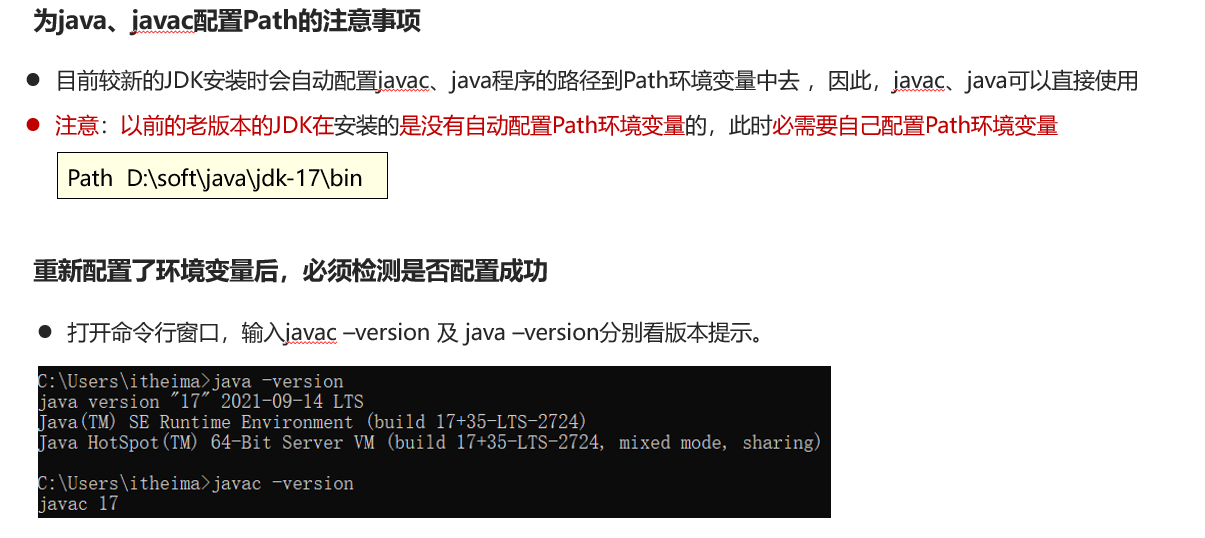 为java、javac配置Path的注意事项
目前较新的JDK安装时会自动配置javac、java程序的路径到Path环境变量中去 ，因此，javac、java可以直接使用
注意：以前的老版本的JDK在安装的是没有自动配置Path环境变量的，此时必需要自己配置Path环境变量
Path D:\soft\java\jdk-17\bin
重新配置了环境变量后，必须检测是否配置成功
打开命令行窗口，输入javac –version 及 java –version分别看版本提示。
C:\Users\itheima>java -version
java version "17" 2021-09-14 LTS
Java(TM) SE Runtime Environment (build 17+35-LTS-2724)
Java HotSpot(TM) 64-Bit Server VM (build 17+35-LTS-2724, mixed mode, sharing)
C:\Users\itheima>javac -version
javac 17